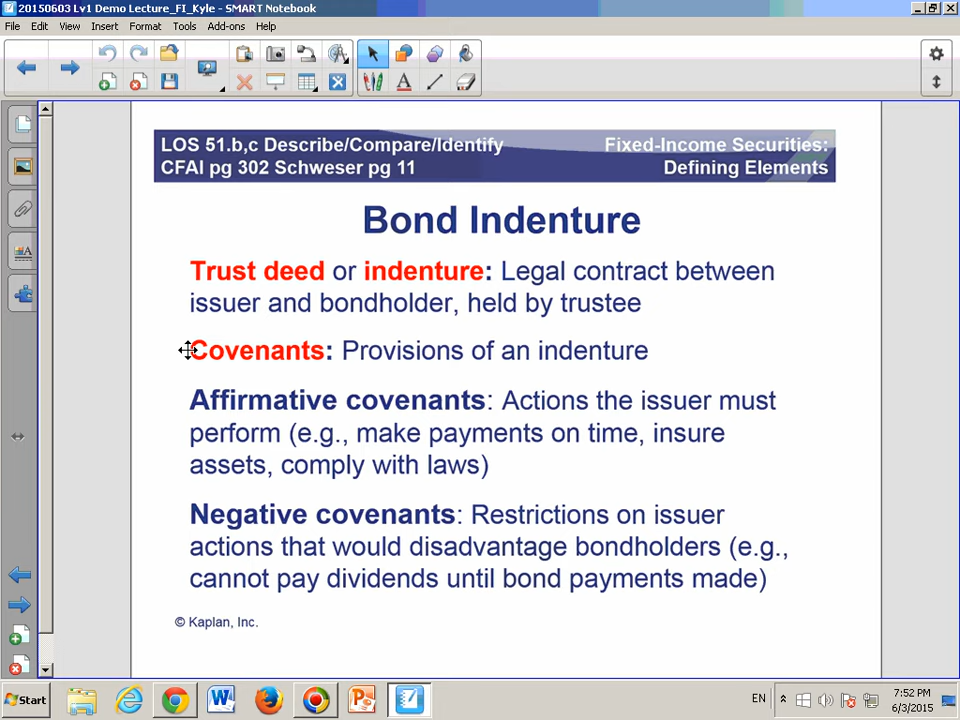 20150603 Lv1 Demo Lecture_FI_Kyle - SMART Notebook
File Edit View Insert Format Tools Add-ons Help
LOS 51.b,c Describe/Compare/Identify
CFAI pg 302 Schweser pg 11
Fixed-Income Securities:
Defining Elements
Bond Indenture
Trust deed or indenture: Legal contract between
issuer and bondholder, held by trustee
Covenants: Provisions of an indenture
Affirmative covenants: Actions the issuer must
perform (e.g., make payments on time, insure
assets, comply with laws)
Negative covenants: Restrictions on issuer
actions that would disadvantage bondholders (e.g.,
cannot pay dividends until bond payments made)
© Kaplan, Inc.
Start
EN
7:52 PM
6/3/2015